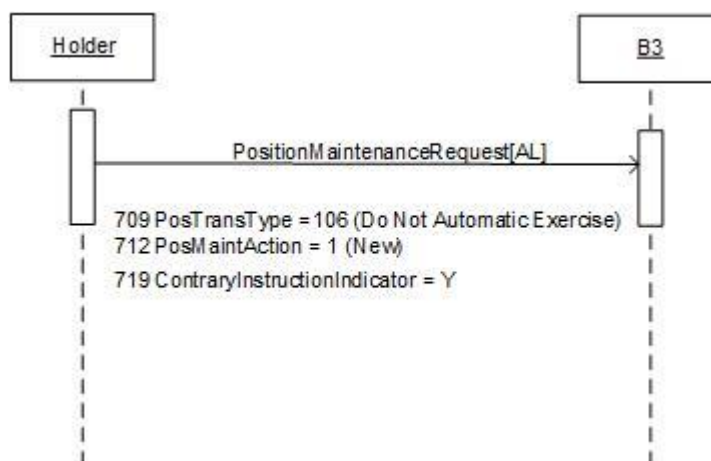 Holder
B3
PositionMaintenanceRequest[AL]
709 PosTransType = 106 (Do Not Automatic Exercise)
712 PosMaintAction = 1 (New)
719 ContraryInstructionIndicator = Y